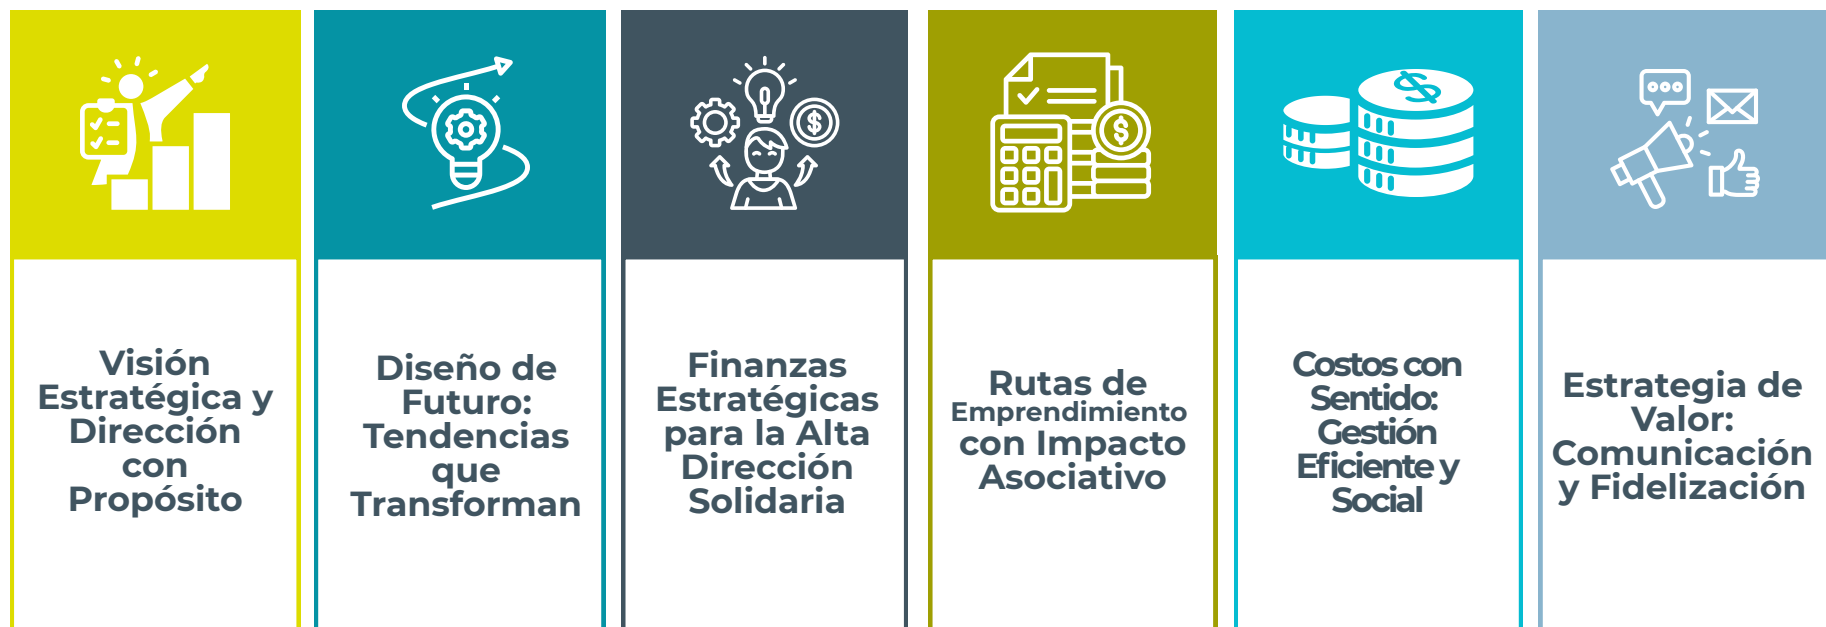 Visión
Estratégica y
Dirección
con
Propósito
Diseño de
Futuro:
Tendencias
que
Transforman
Finanzas
Estratégicas
para la Alta
Dirección
Solidaria
Rutas de
Emprendimiento
con Impacto
Asociativo
Costos con
Sentido:
Gestión
Eficiente y
Social
Estrategia de
Valor:
Comunicación
y Fidelización